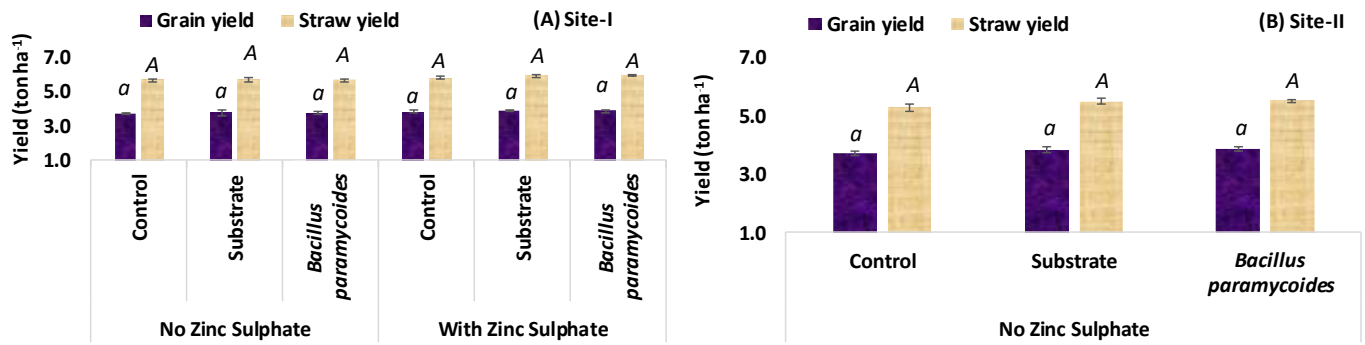 Grain yield Straw yield (A) Site-I
Yield (ton ha⁻¹)
7.0
5.0
3.0
1.0
a A a A a A a A a A a A
Control
Substrate
Bacillus
paramycoides
Control
Substrate
Bacillus
paramycoides
No Zinc Sulphate With Zinc Sulphate
Grain yield Straw yield (B) Site-II
Yield (ton ha⁻¹)
7.0
5.0
3.0
1.0
a A a A a A
Control Substrate Bacillus
paramycoides
No Zinc Sulphate